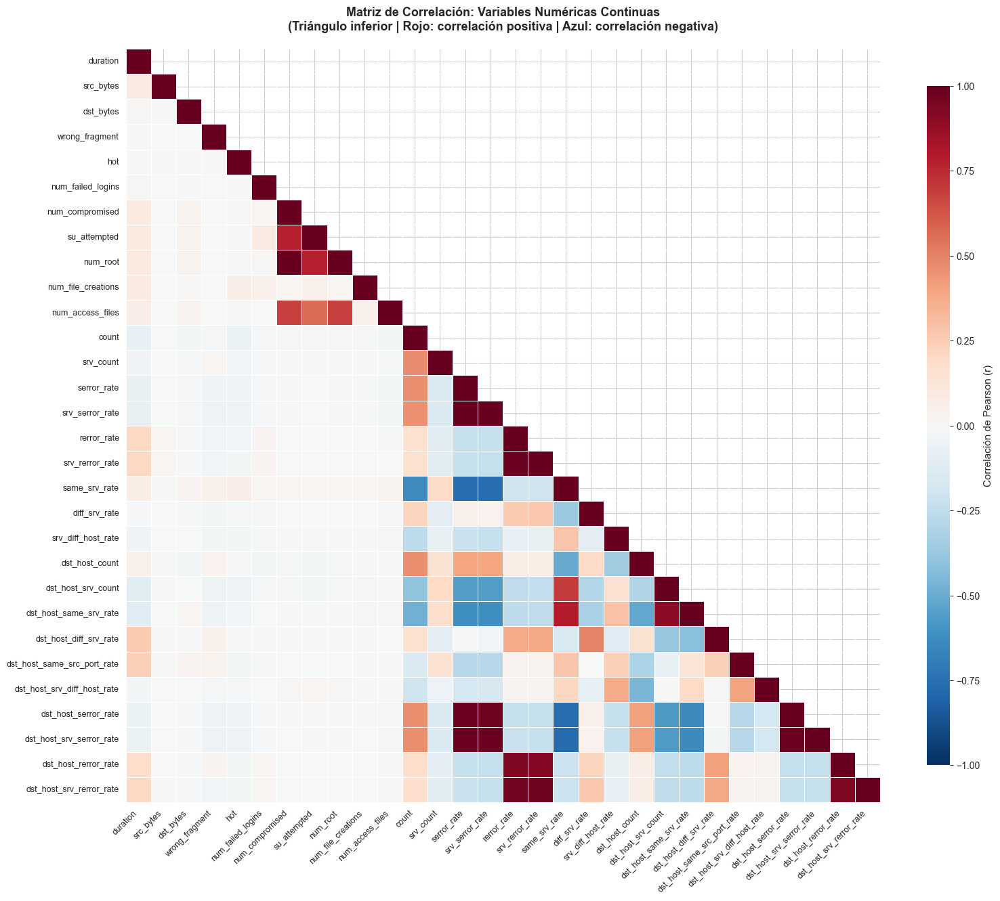 Matriz de Correlación: Variables Numéricas Continuas
(Triángulo inferior | Rojo: correlación positiva | Azul: correlación negativa)
duration
src_bytes
dst_bytes
wrong_fragment
hot
num_failed_logins
num_compromised
su_attempted
num_root
num_file_creations
num_access_files
count
srv_count
serror_rate
srv_serror_rate
rerror_rate
srv_rerror_rate
same_srv_rate
diff_srv_rate
srv_diff_host_rate
dst_host_count
dst_host_srv_count
dst_host_same_srv_rate
dst_host_diff_srv_rate
dst_host_same_src_port_rate
dst_host_srv_diff_host_rate
dst_host_serror_rate
dst_host_srv_serror_rate
dst_host_rerror_rate
dst_host_srv_rerror_rate
duration
src_bytes
dst_bytes
wrong_fragment
hot
num_failed_logins
num_compromised
su_attempted
num_root
num_file_creations
num_access_files
count
srv_count
serror_rate
srv_serror_rate
rerror_rate
srv_rerror_rate
same_srv_rate
diff_srv_rate
srv_diff_host_rate
dst_host_count
dst_host_srv_count
dst_host_same_srv_rate
dst_host_diff_srv_rate
dst_host_same_src_port_rate
dst_host_srv_diff_host_rate
dst_host_serror_rate
dst_host_srv_serror_rate
dst_host_rerror_rate
dst_host_srv_rerror_rate
1.00
0.75
0.50
0.25
0.00
−0.25
−0.50
−0.75
−1.00
Correlación de Pearson (r)